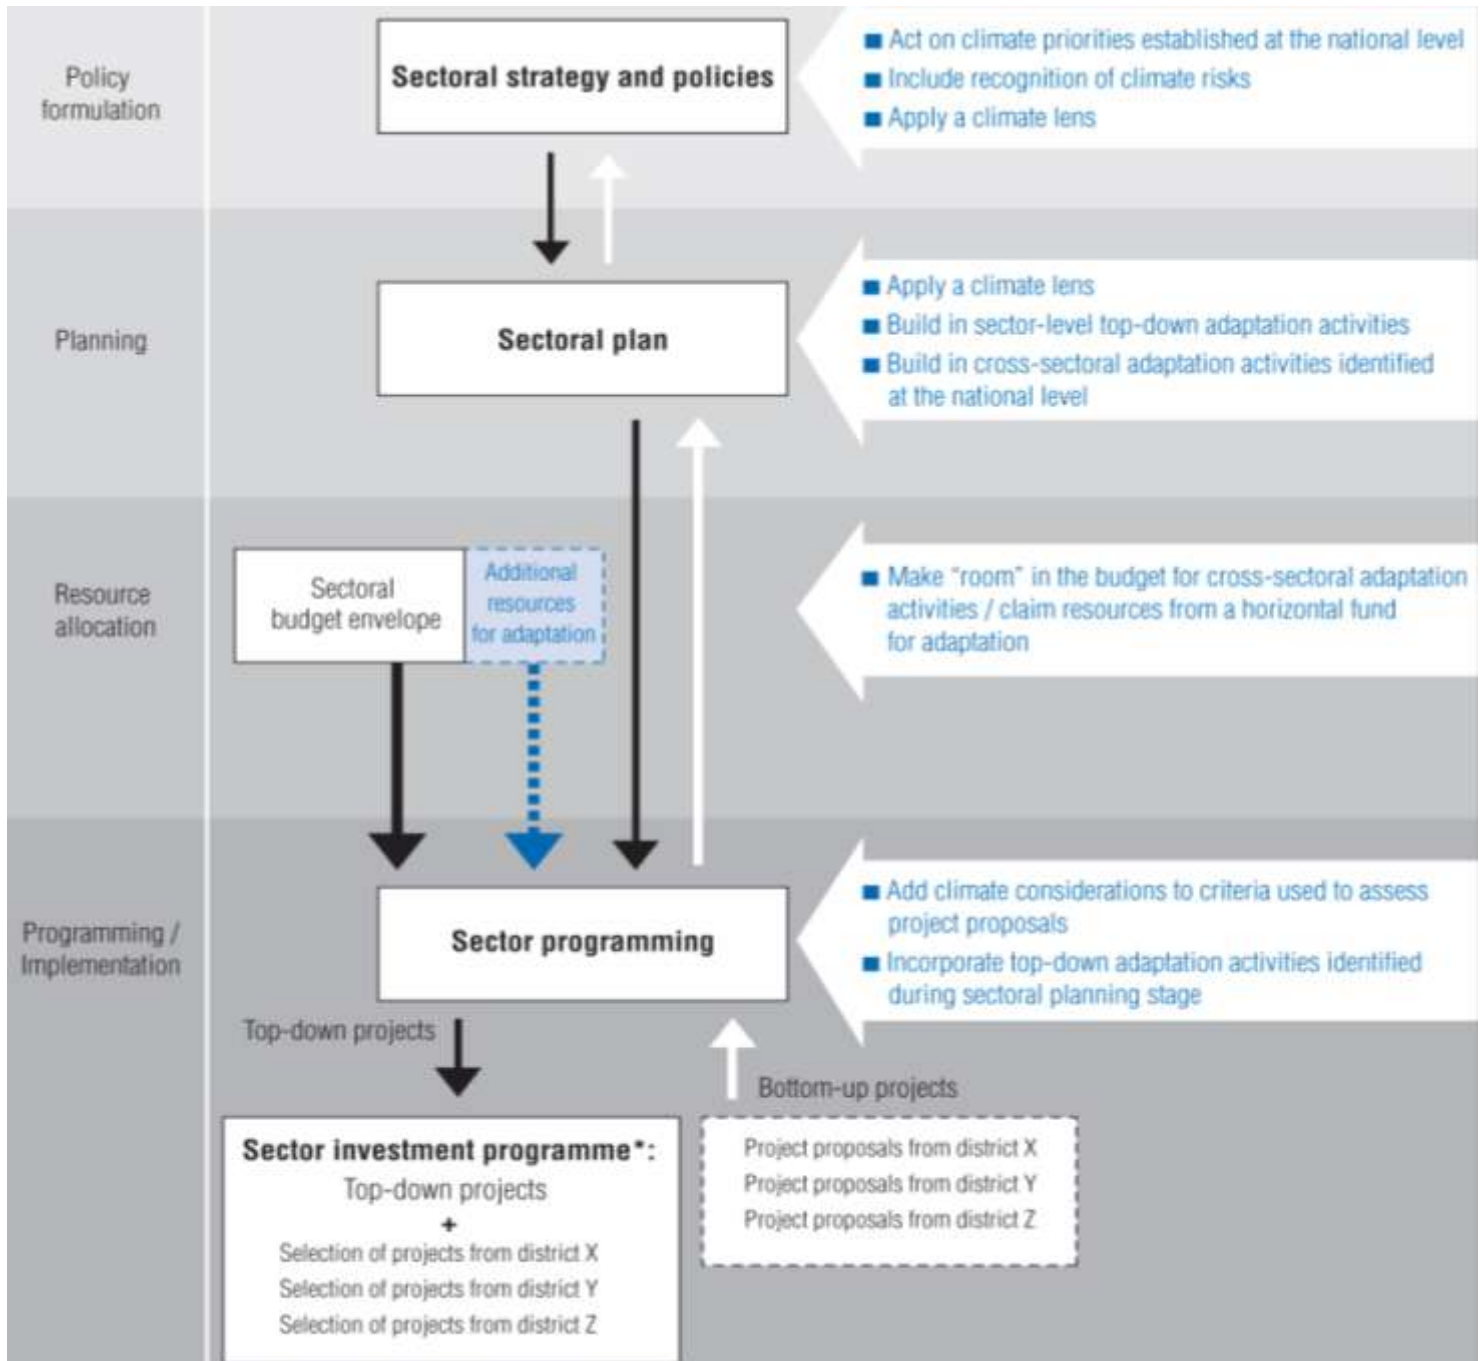 Policy
formulation
Sectoral strategy and policies
■ Act on climate priorities established at the national level
■ Include recognition of climate risks
■ Apply a climate lens
Planning
Sectoral plan
■ Apply a climate lens
■ Build in sector-level top-down adaptation activities
■ Build in cross-sectoral adaptation activities identified
at the national level
Resource
allocation
Sectoral
budget envelope
Additional
resources
for adaptation
■ Make “room” in the budget for cross-sectoral adaptation
activities / claim resources from a horizontal fund
for adaptation
Programming /
Implementation
Sector programming
■ Add climate considerations to criteria used to assess
project proposals
■ Incorporate top-down adaptation activities identified
during sectoral planning stage
Top-down projects
Bottom-up projects
Sector investment programme*:
Top-down projects
+
Selection of projects from district X
Selection of projects from district Y
Selection of projects from district Z
Project proposals from district X
Project proposals from district Y
Project proposals from district Z